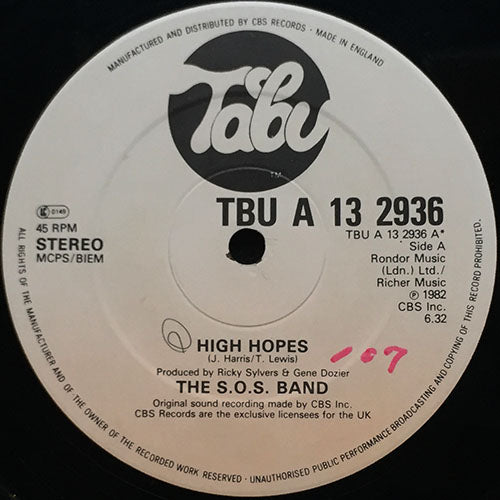 MANUFACTURED AND DISTRIBUTED BY CBS RECORDS · MADE IN ENGLAND
Tabu
TM
TBU A 13 2936
K 0149
45 RPM
STEREO
MCPS/BIEM
TBU A 13 2936 A*
Side A
Rondor Music
(Ldn.) Ltd./
Richer Music
℗ 1982
CBS Inc.
6.32
HIGH HOPES
(J. Harris/T. Lewis)
107
Produced by Ricky Sylvers & Gene Dozier
THE S.O.S. BAND
Original sound recording made by CBS Inc.
CBS Records are the exclusive licensees for the UK
ALL RIGHTS OF THE MANUFACTURER AND OF THE OWNER OF THE RECORDED WORK RESERVED · UNAUTHORISED PUBLIC PERFORMANCE BROADCASTING AND COPYING OF THIS RECORD PROHIBITED.